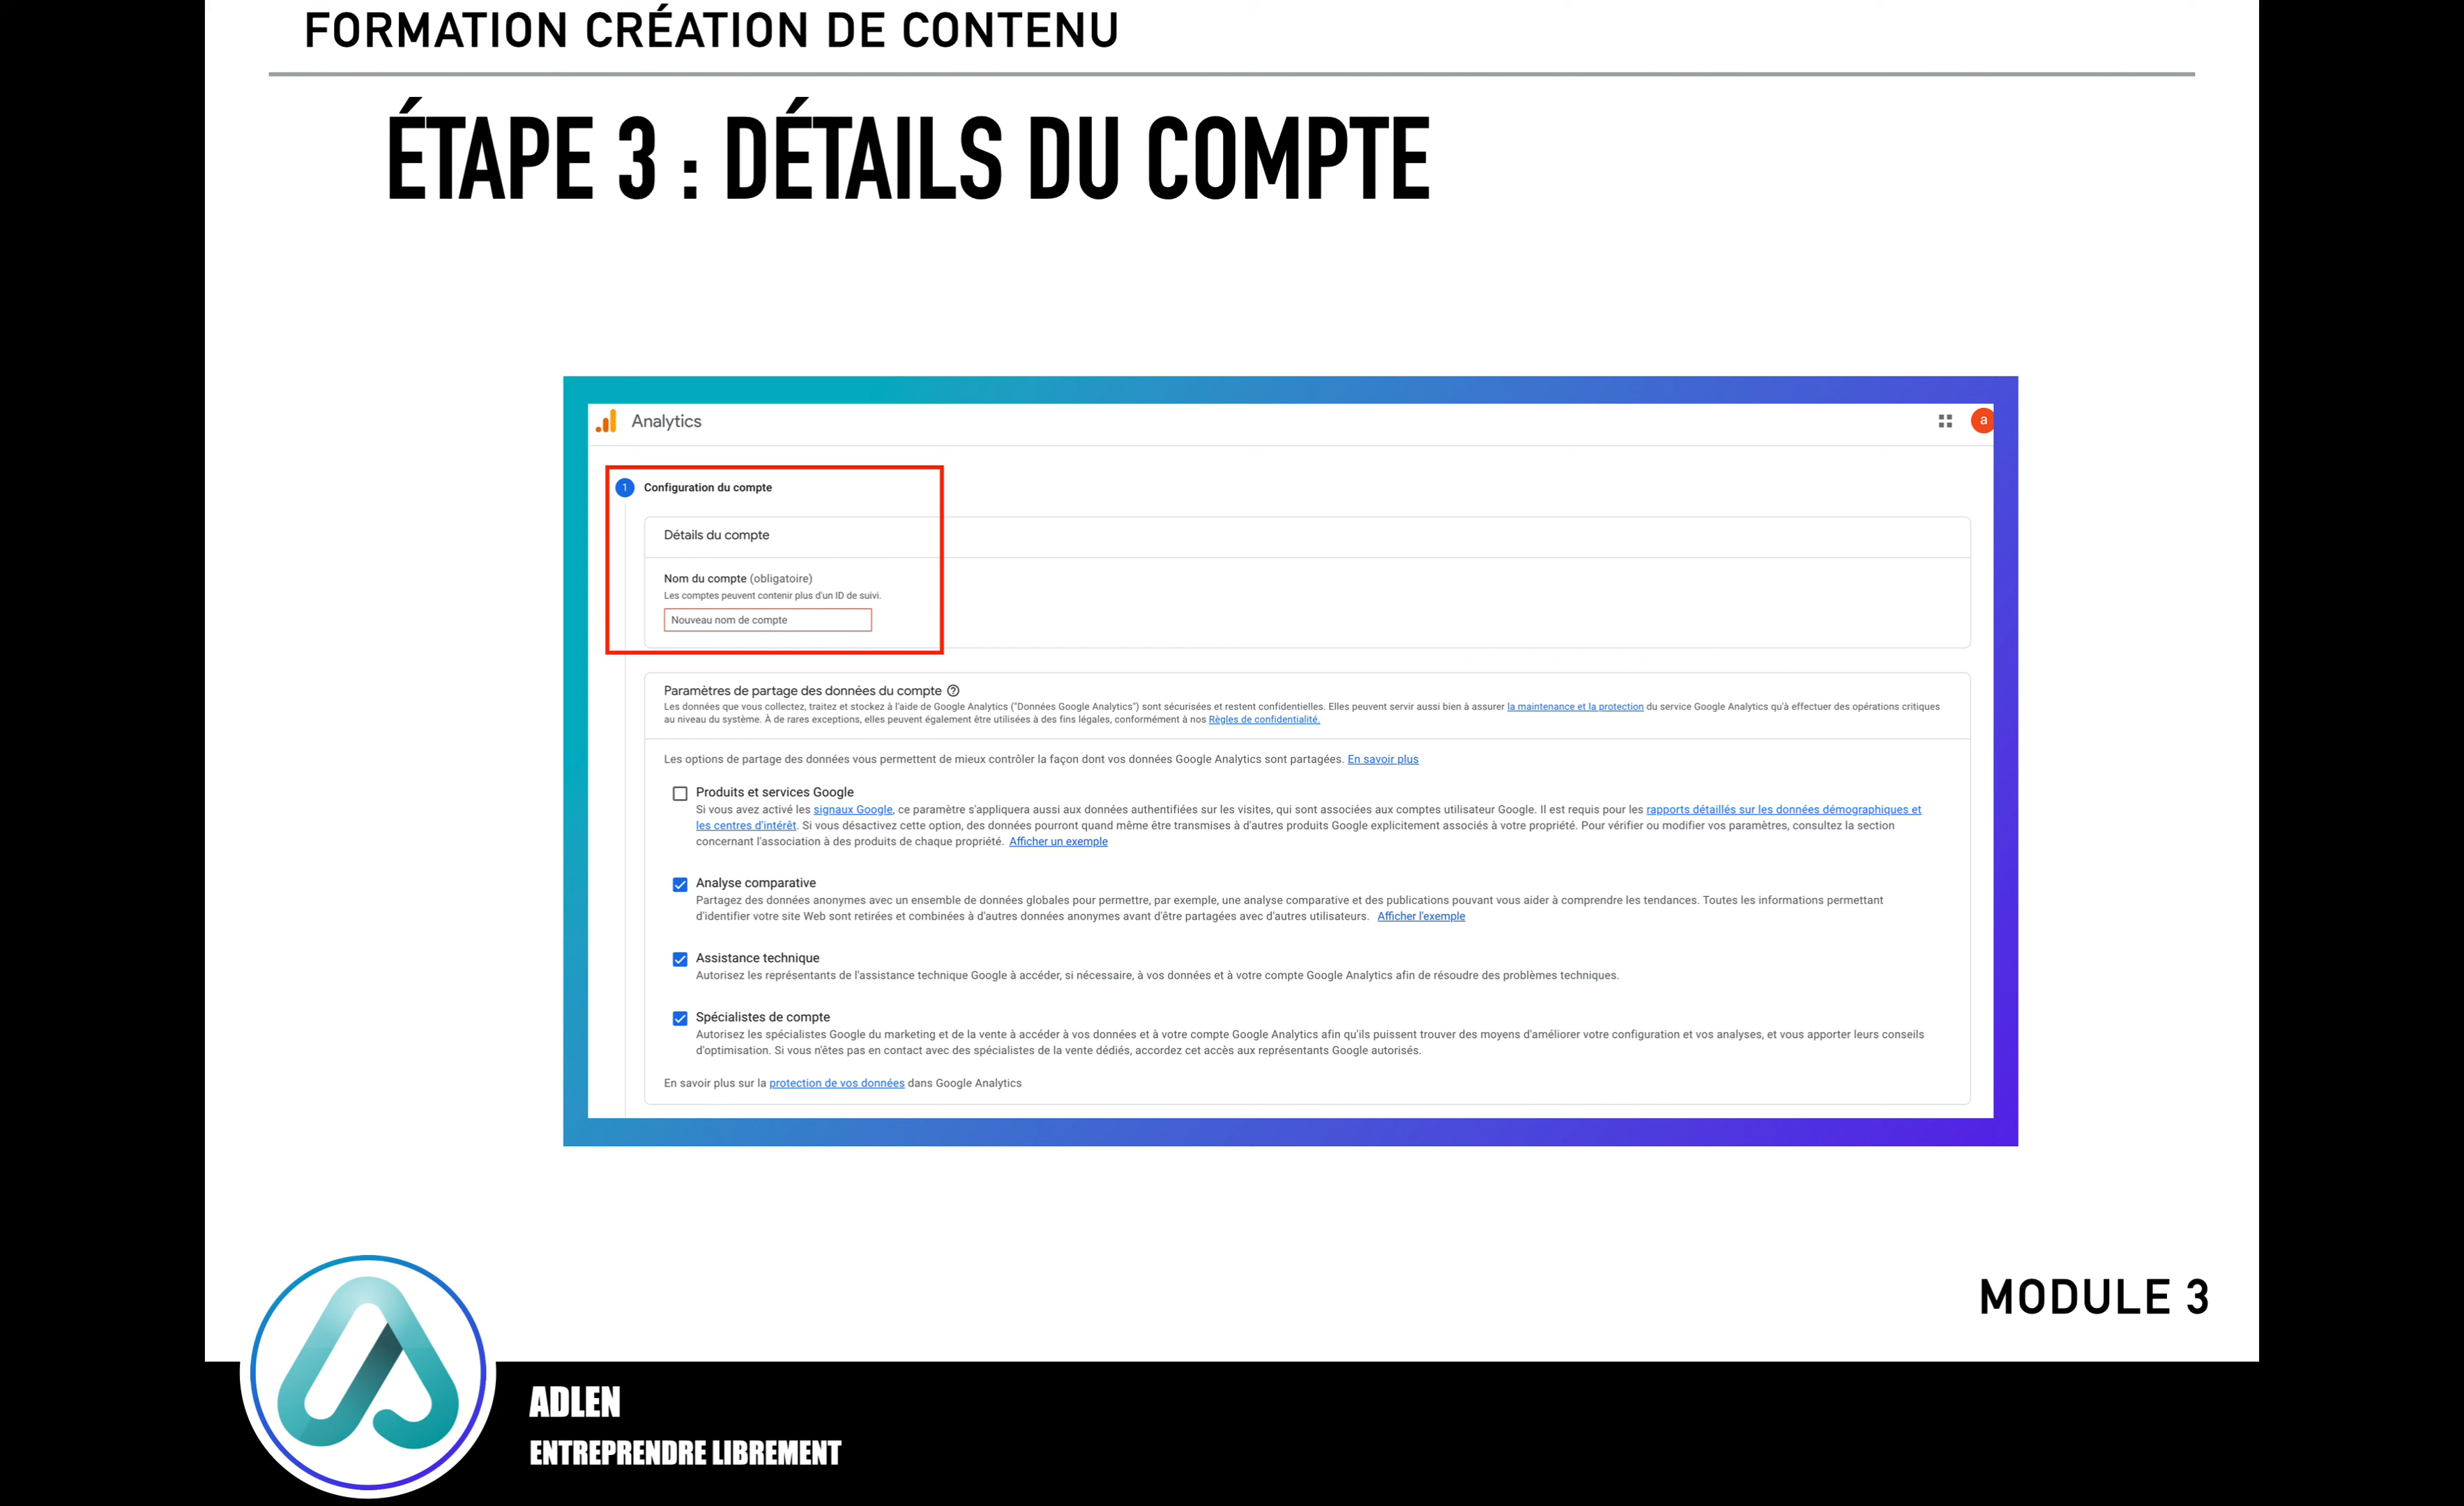 FORMATION CRÉATION DE CONTENU
ÉTAPE 3 : DÉTAILS DU COMPTE
Analytics
a
1 Configuration du compte
Détails du compte
Nom du compte (obligatoire)
Les comptes peuvent contenir plus d'un ID de suivi.
Nouveau nom de compte
Paramètres de partage des données du compte
Les données que vous collectez, traitez et stockez à l'aide de Google Analytics ("Données Google Analytics") sont sécurisées et restent confidentielles. Elles peuvent servir aussi bien à assurer la maintenance et la protection du service Google Analytics qu'à effectuer des opérations critiques
au niveau du système. À de rares exceptions, elles peuvent également être utilisées à des fins légales, conformément à nos Règles de confidentialité.
Les options de partage des données vous permettent de mieux contrôler la façon dont vos données Google Analytics sont partagées. En savoir plus
Produits et services Google
Si vous avez activé les signaux Google, ce paramètre s'appliquera aussi aux données authentifiées sur les visites, qui sont associées aux comptes utilisateur Google. Il est requis pour les rapports détaillés sur les données démographiques et
les centres d'intérêt. Si vous désactivez cette option, des données pourront quand même être transmises à d'autres produits Google explicitement associés à votre propriété. Pour vérifier ou modifier vos paramètres, consultez la section
concernant l'association à des produits de chaque propriété. Afficher un exemple
Analyse comparative
Partagez des données anonymes avec un ensemble de données globales pour permettre, par exemple, une analyse comparative et des publications pouvant vous aider à comprendre les tendances. Toutes les informations permettant
d'identifier votre site Web sont retirées et combinées à d'autres données anonymes avant d'être partagées avec d'autres utilisateurs. Afficher l'exemple
Assistance technique
Autorisez les représentants de l'assistance technique Google à accéder, si nécessaire, à vos données et à votre compte Google Analytics afin de résoudre des problèmes techniques.
Spécialistes de compte
Autorisez les spécialistes Google du marketing et de la vente à accéder à vos données et à votre compte Google Analytics afin qu'ils puissent trouver des moyens d'améliorer votre configuration et vos analyses, et vous apporter leurs conseils
d'optimisation. Si vous n'êtes pas en contact avec des spécialistes de la vente dédiés, accordez cet accès aux représentants Google autorisés.
En savoir plus sur la protection de vos données dans Google Analytics
MODULE 3
ADLEN
ENTREPRENDRE LIBREMENT